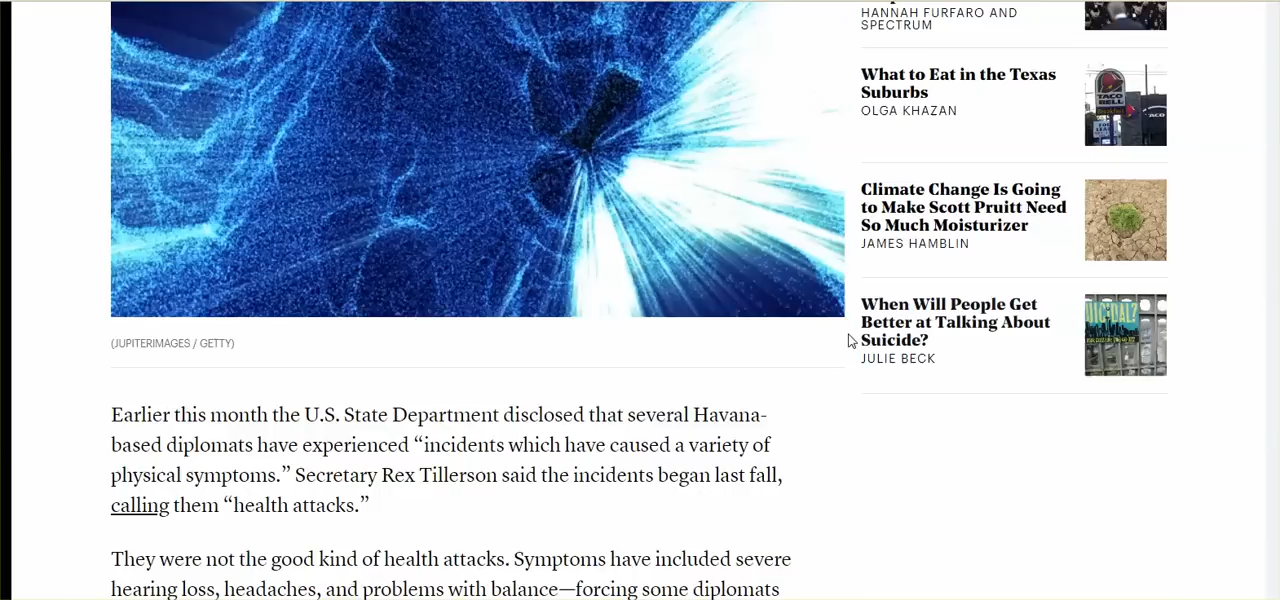 HANNAH FURFARO AND
SPECTRUM
What to Eat in the Texas
Suburbs
OLGA KHAZAN
TACO
BELL
Climate Change Is Going
to Make Scott Pruitt Need
So Much Moisturizer
JAMES HAMBLIN
When Will People Get
Better at Talking About
Suicide?
JULIE BECK
(JUPITERIMAGES / GETTY)
Earlier this month the U.S. State Department disclosed that several Havana-
based diplomats have experienced “incidents which have caused a variety of
physical symptoms.” Secretary Rex Tillerson said the incidents began last fall,
calling them “health attacks.”
They were not the good kind of health attacks. Symptoms have included severe
hearing loss, headaches, and problems with balance—forcing some diplomats